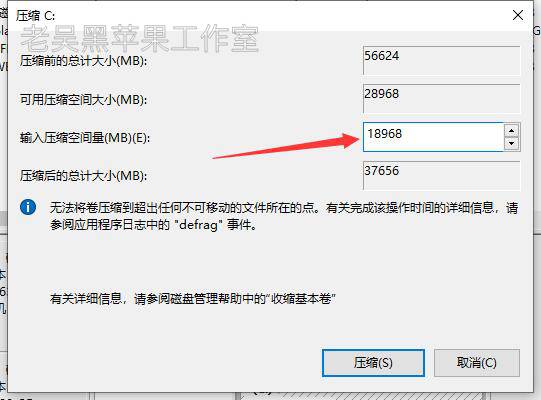 压缩 C:
老吴黑苹果工作室
压缩前的总计大小(MB):
56624
可用压缩空间大小(MB):
28968
输入压缩空间量(MB)(E):
18968
压缩后的总计大小(MB):
37656
无法将卷压缩到超出任何不可移动的文件所在的点。有关完成该操作时间的详细信息，请
参阅应用程序日志中的 "defrag" 事件。
有关详细信息，请参阅磁盘管理帮助中的“收缩基本卷”
压缩(S)
取消(C)